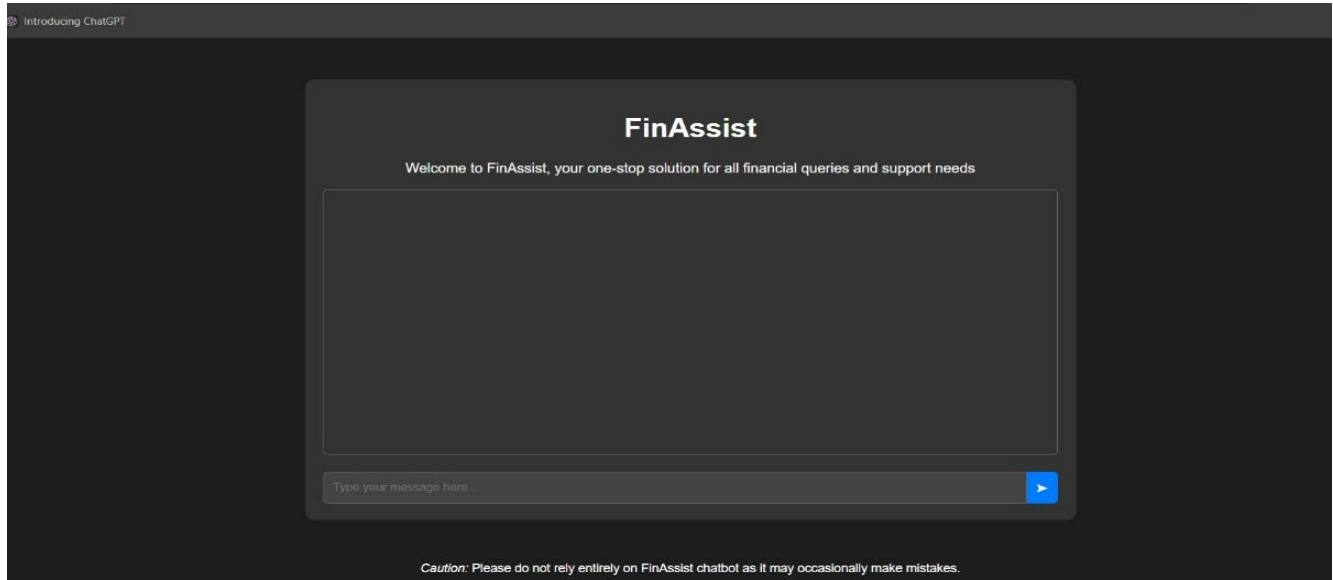 Introducing ChatGPT
FinAssist
Welcome to FinAssist, your one-stop solution for all financial queries and support needs
Type your message here...
Caution: Please do not rely entirely on FinAssist chatbot as it may occasionally make mistakes.